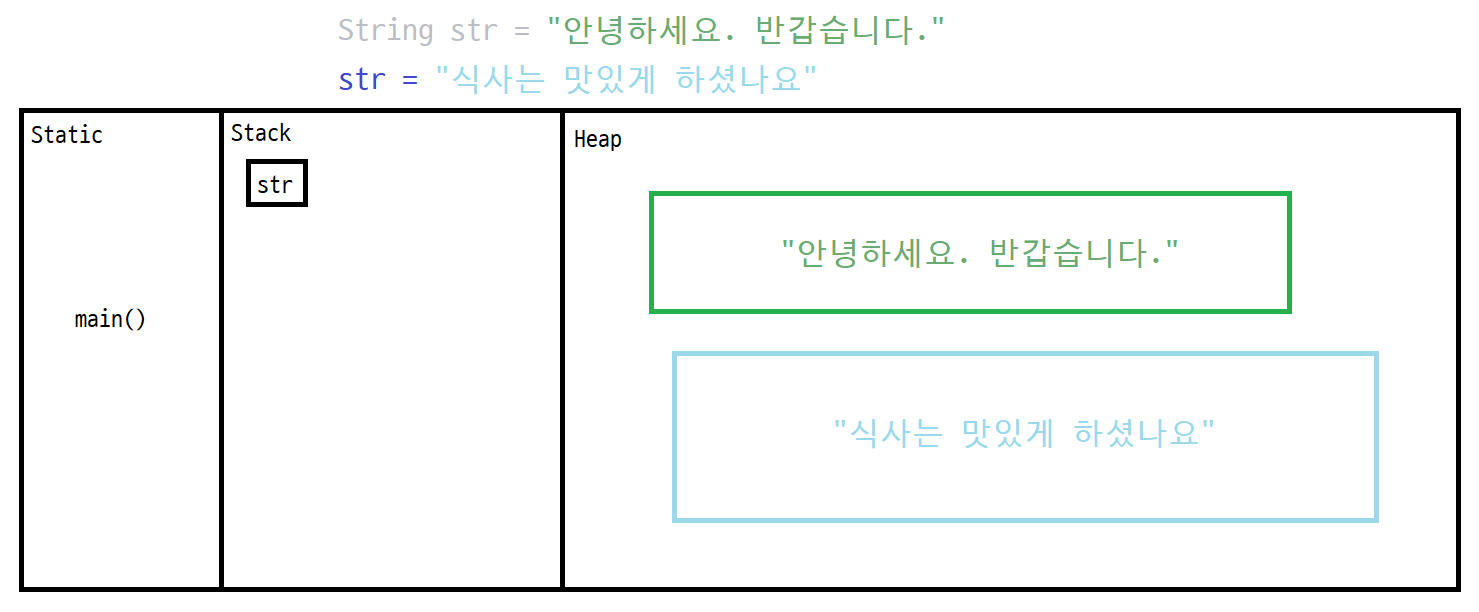 String str = "안녕하세요. 반갑습니다."
str = "식사는 맛있게 하셨나요"
Static
Stack
Heap
str
"안녕하세요. 반갑습니다."
main()
"식사는 맛있게 하셨나요"